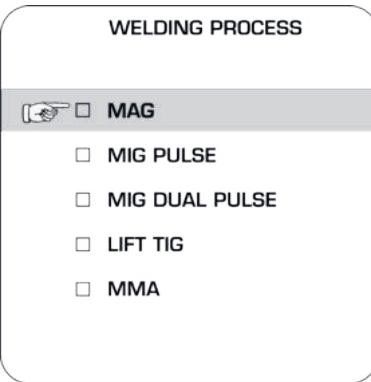 WELDING PROCESS
MAG
MIG PULSE
MIG DUAL PULSE
LIFT TIG
MMA